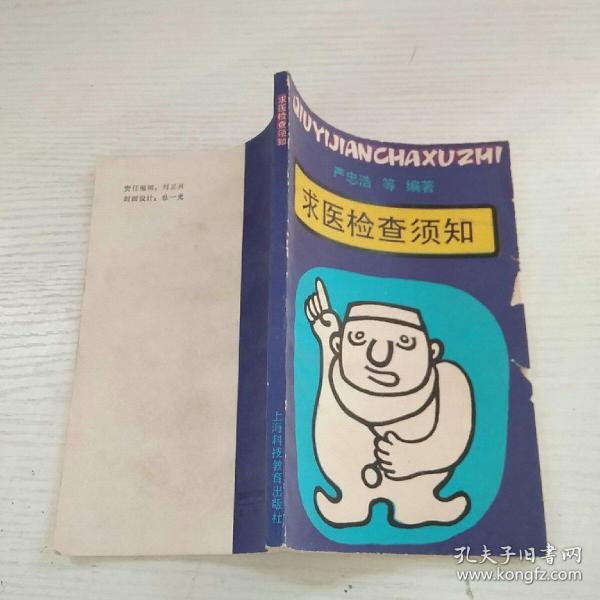 QIUYIJIANCHAXUZHI
严忠浩 等 编著
求医检查须知
求医检查须知
上海科技教育出版社
责任编辑：刘正兴
封面设计：桂一光
孔夫子旧书网
www.kongfz.com